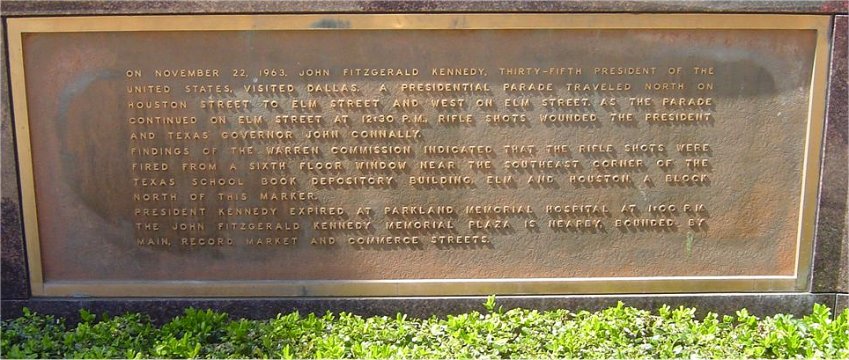 ON NOVEMBER 22, 1963, JOHN FITZGERALD KENNEDY, THIRTY-FIFTH PRESIDENT OF THE
UNITED STATES, VISITED DALLAS. A PRESIDENTIAL PARADE TRAVELED NORTH ON
HOUSTON STREET TO ELM STREET AND WEST ON ELM STREET. AS THE PARADE
CONTINUED ON ELM STREET AT 12:30 P.M., RIFLE SHOTS WOUNDED THE PRESIDENT
AND TEXAS GOVERNOR JOHN CONNALLY.
FINDINGS OF THE WARREN COMMISSION INDICATED THAT THE RIFLE SHOTS WERE
FIRED FROM A SIXTH FLOOR WINDOW NEAR THE SOUTHEAST CORNER OF THE
TEXAS SCHOOL BOOK DEPOSITORY BUILDING, ELM AND HOUSTON, A BLOCK
NORTH OF THIS MARKER.
PRESIDENT KENNEDY EXPIRED AT PARKLAND MEMORIAL HOSPITAL AT 1:00 P.M.
THE JOHN FITZGERALD KENNEDY MEMORIAL PLAZA IS NEARBY, BOUNDED BY
MAIN, RECORD, MARKET AND COMMERCE STREETS.